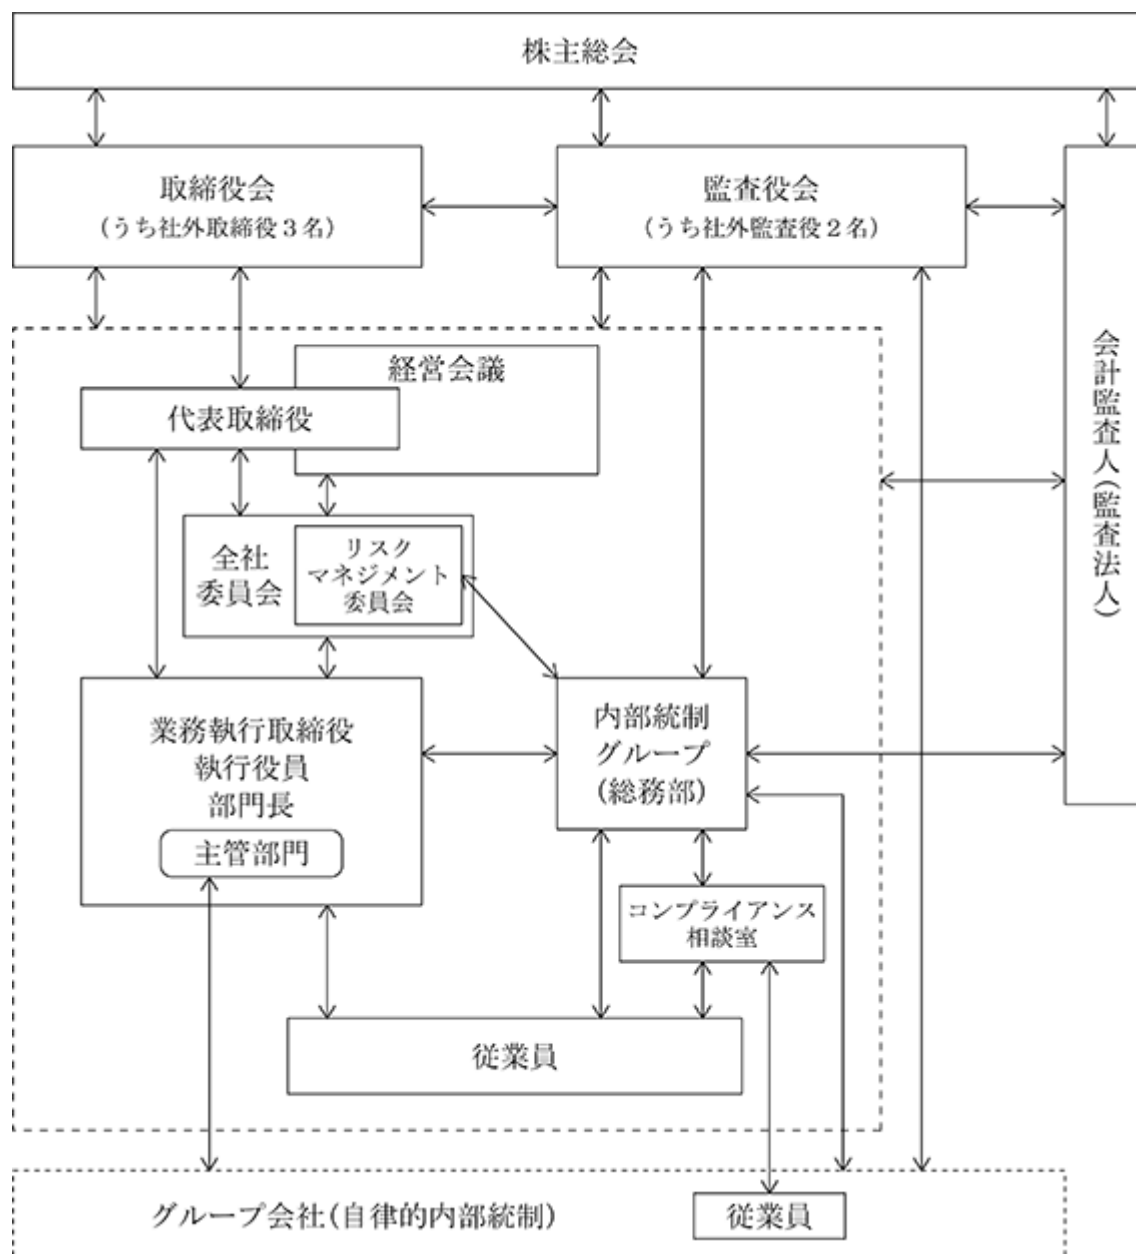 株主総会
取締役会
(うち社外取締役3名)
監査役会
(うち社外監査役2名)
会計監査人(監査法人)
経営会議
代表取締役
全社
委員会
リスク
マネジメント
委員会
業務執行取締役
執行役員
部門長
主管部門
内部統制
グループ
(総務部)
コンプライアンス
相談室
従業員
グループ会社(自律的内部統制)
従業員